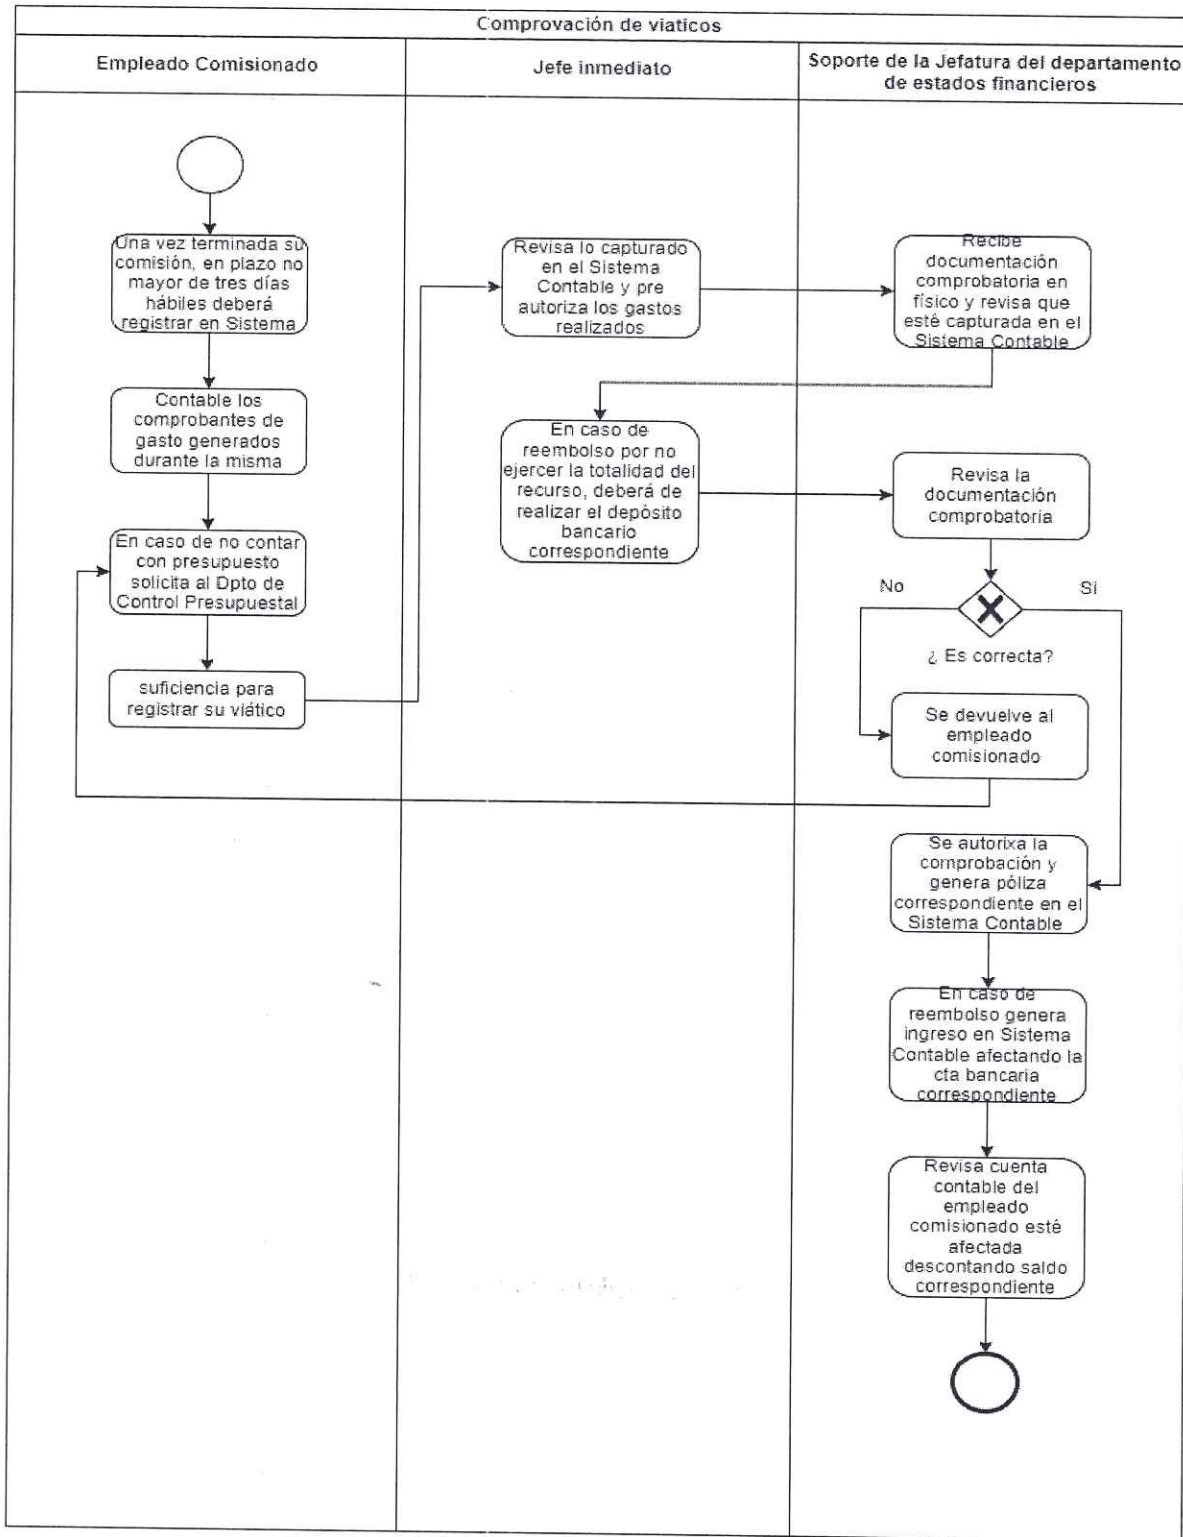 Comprovación de viaticos
Empleado Comisionado
Jefe inmediato
Soporte de la Jefatura del departamento
de estados financieros
Una vez terminada su
comisión, en plazo no
mayor de tres días
hábiles deberá
registrar en Sistema
Contable los
comprobantes de
gasto generados
durante la misma
En caso de no contar
con presupuesto
solicita al Dpto de
Control Presupuestal
suficiencia para
registrar su viático
Revisa lo capturado
en el Sistema
Contable y pre
autoriza los gastos
realizados
Recibe
documentación
comprobatoria en
físico y revisa que
esté capturada en el
Sistema Contable
En caso de
reembolso por no
ejercer la totalidad del
recurso, deberá de
realizar el depósito
bancario
correspondiente
Revisa la
documentación
comprobatoria
No
Si
¿ Es correcta?
Se devuelve al
empleado
comisionado
Se autorixa la
comprobación y
genera póliza
correspondiente en el
Sistema Contable
En caso de
reembolso genera
ingreso en Sistema
Contable afectando la
cta bancaria
correspondiente
Revisa cuenta
contable del
empleado
comisionado esté
afectada
descontando saldo
correspondiente